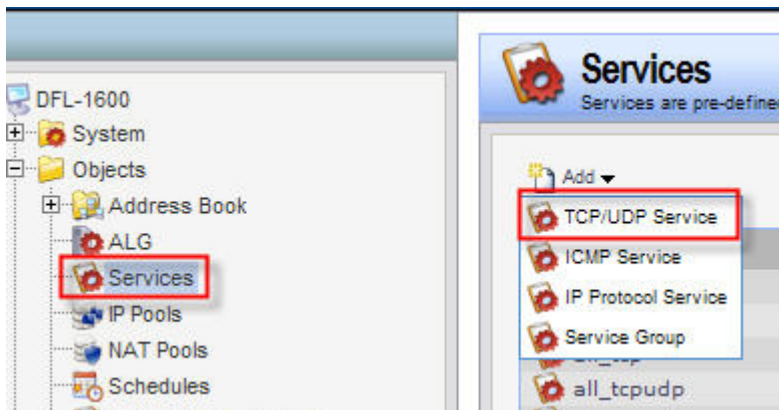 DFL-1600
System
Objects
Address Book
ALG
Services
IP Pools
NAT Pools
Schedules
Services
Services are pre-define
Add
TCP/UDP Service
ICMP Service
IP Protocol Service
Service Group
all_tcpudp